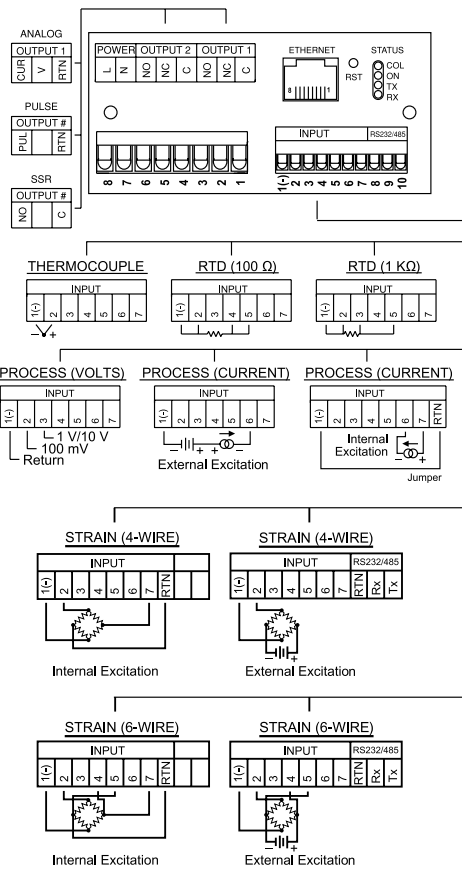 ANALOG
OUTPUT 1
CUR V RTN
PULSE
OUTPUT #
PUL RTN
SSR
OUTPUT #
NO C
POWER OUTPUT 2 OUTPUT 1
L N NO NC C NO NC C
8 7 6 5 4 3 2 1
ETHERNET
8 1
RST
STATUS
COL
ON
TX
RX
INPUT RS232/485
1(-) 2 3 4 5 6 7 8 9 10
THERMOCOUPLE
INPUT
1(-) 2 3 4 5 6 7
- +
RTD (100 Ω)
INPUT
1(-) 2 3 4 5 6 7
RTD (1 KΩ)
INPUT
1(-) 2 3 4 5 6 7
PROCESS (VOLTS)
INPUT
1(-) 2 3 4 5 6 7
1 V/10 V
100 mV
Return
PROCESS (CURRENT)
INPUT
1(-) 2 3 4 5 6 7
- + + -
External Excitation
PROCESS (CURRENT)
INPUT
1(-) 2 3 4 5 6 7 RTN
Internal
Excitation
- +
Jumper
STRAIN (4-WIRE)
INPUT
1(-) 2 3 4 5 6 7 RTN
Internal Excitation
STRAIN (4-WIRE)
INPUT RS232/485
1(-) 2 3 4 5 6 7 RTN Rx Tx
- +
External Excitation
STRAIN (6-WIRE)
INPUT
1(-) 2 3 4 5 6 7 RTN
Internal Excitation
STRAIN (6-WIRE)
INPUT RS232/485
1(-) 2 3 4 5 6 7 RTN Rx Tx
- +
External Excitation